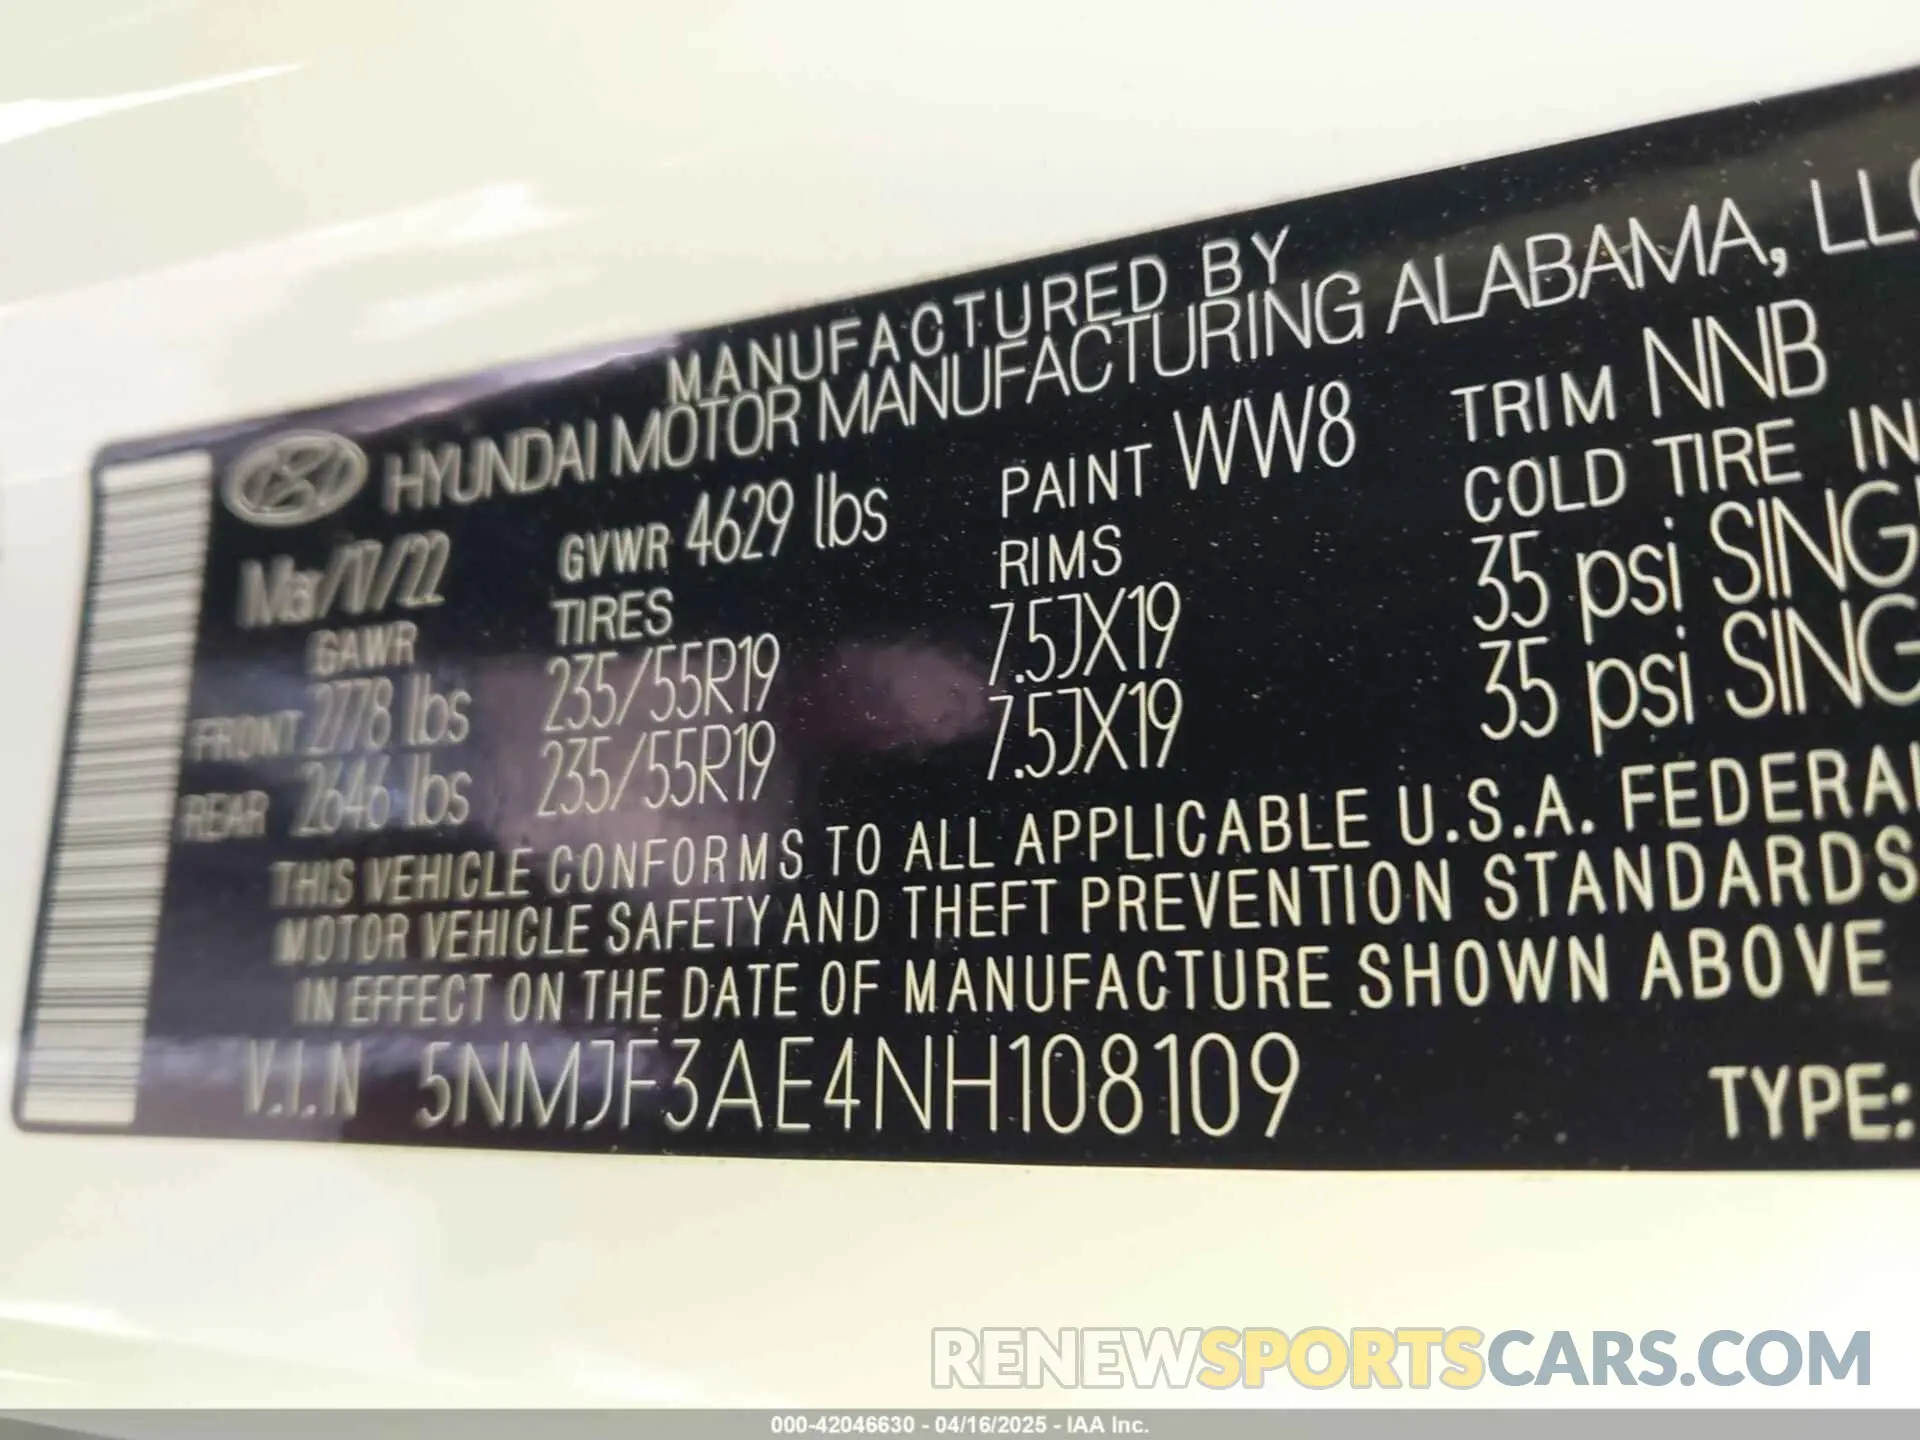 MANUFACTURED BY
HYUNDAI MOTOR MANUFACTURING ALABAMA, LLC
Mar/17/22 GVWR 4629 lbs PAINT WW8 TRIM NNB
GAWR TIRES RIMS COLD TIRE IN
FRONT 2778 lbs 235/55R19 7.5JX19 35 psi SING
REAR 2646 lbs 235/55R19 7.5JX19 35 psi SING
THIS VEHICLE CONFORMS TO ALL APPLICABLE U.S.A. FEDERAL
MOTOR VEHICLE SAFETY AND THEFT PREVENTION STANDARDS
IN EFFECT ON THE DATE OF MANUFACTURE SHOWN ABOVE
V.I.N 5NMJF3AE4NH108109 TYPE:
RENEWSPORTSCARS.COM
000-42046630 - 04/16/2025 - IAA Inc.